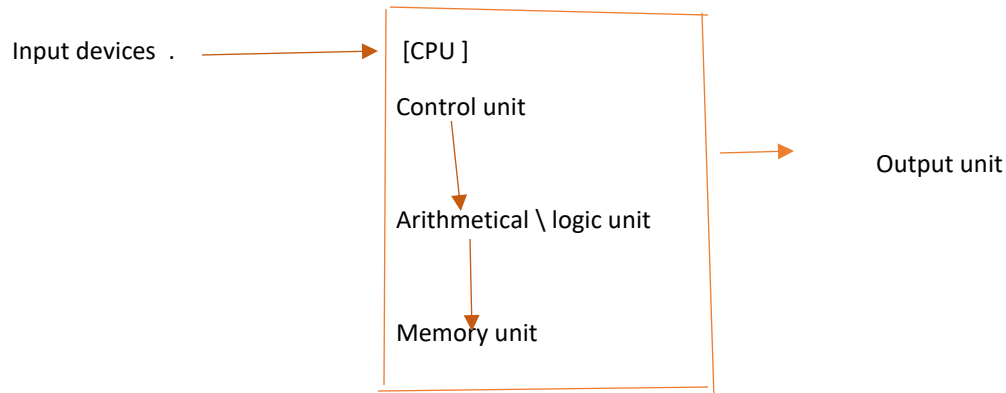 Input devices .
[CPU ]
Control unit
Output unit
Arithmetical \ logic unit
Memory unit